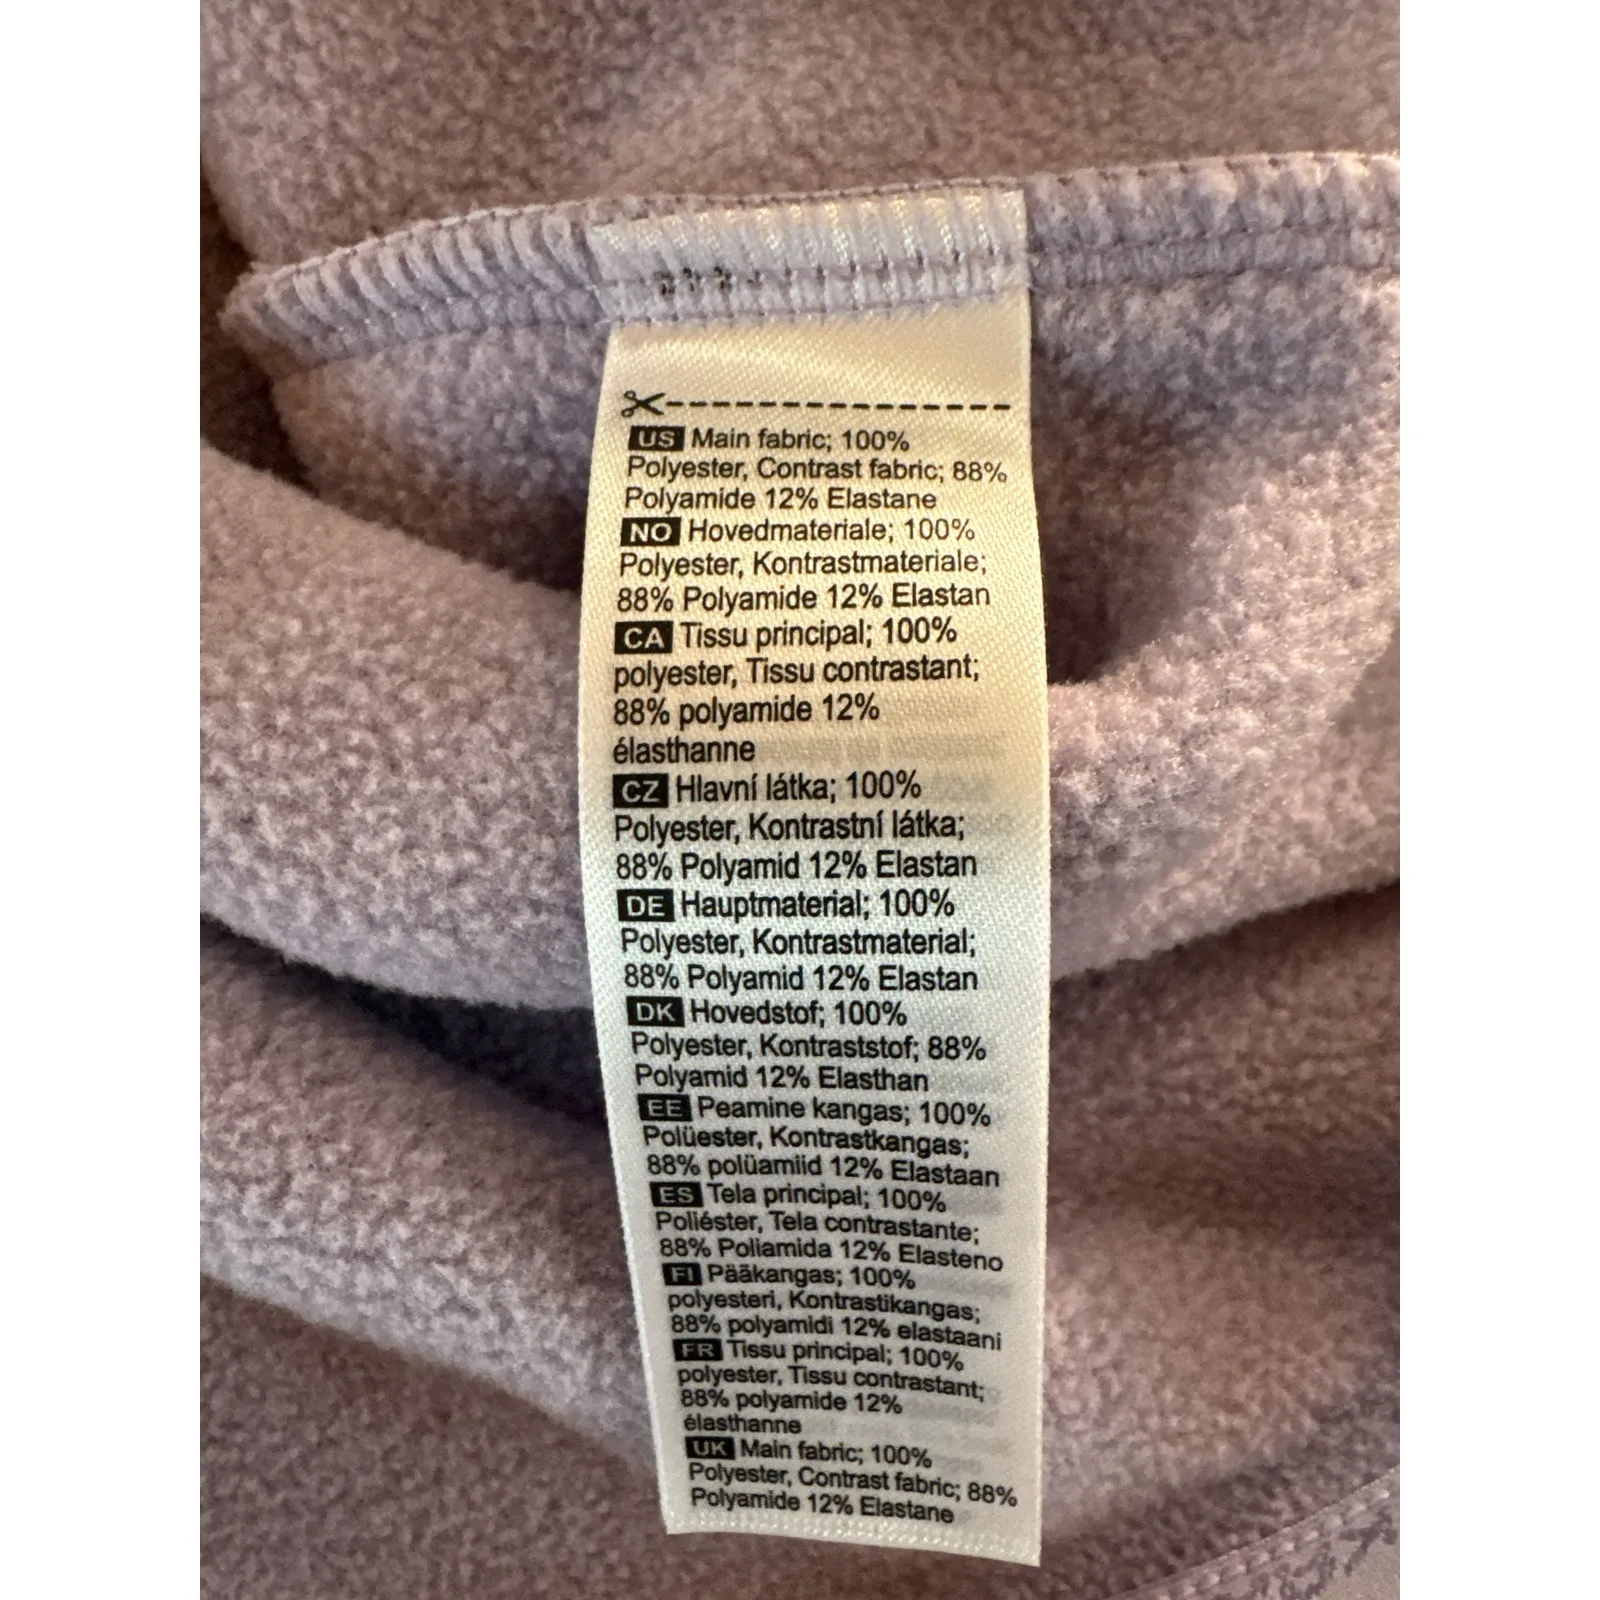 US Main fabric; 100%
Polyester, Contrast fabric; 88%
Polyamide 12% Elastane
NO Hovedmateriale; 100%
Polyester, Kontrastmateriale;
88% Polyamide 12% Elastan
CA Tissu principal; 100%
polyester, Tissu contrastant;
88% polyamide 12%
élasthanne
CZ Hlavní látka; 100%
Polyester, Kontrastní látka;
88% Polyamid 12% Elastan
DE Hauptmaterial; 100%
Polyester, Kontrastmaterial;
88% Polyamid 12% Elastan
DK Hovedstof; 100%
Polyester, Kontraststof; 88%
Polyamid 12% Elasthan
EE Peamine kangas; 100%
Polüester, Kontrastkangas;
88% polüamiid 12% Elastaan
ES Tela principal; 100%
Poliéster, Tela contrastante;
88% Poliamida 12% Elasteno
FI Pääkangas; 100%
polyesteri, Kontrastikangas;
88% polyamidi 12% elastaani
FR Tissu principal; 100%
polyester, Tissu contrastant;
88% polyamide 12%
élasthanne
UK Main fabric; 100%
Polyester, Contrast fabric; 88%
Polyamide 12% Elastane